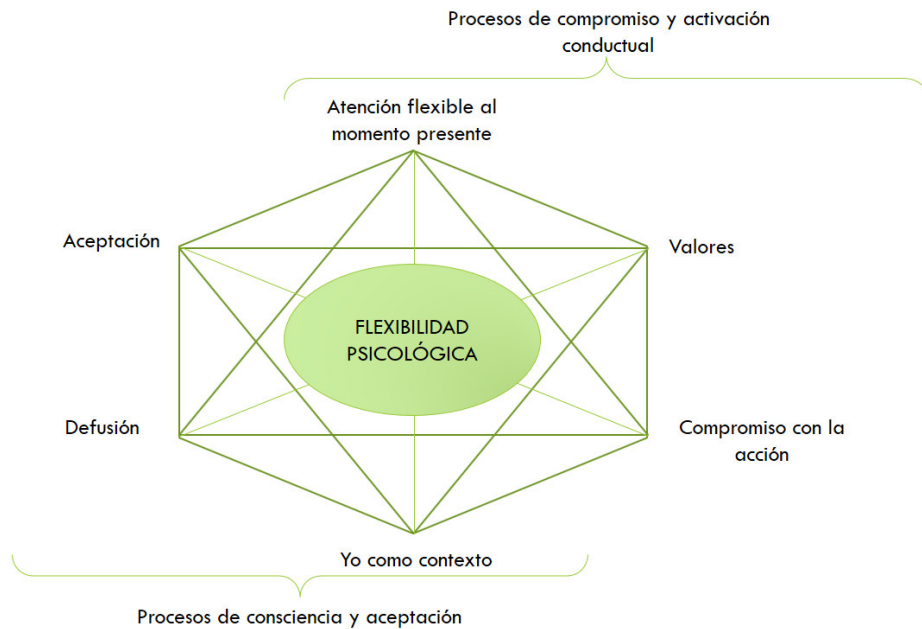 Procesos de compromiso y activación
conductual
Atención flexible al
momento presente
Aceptación
Valores
FLEXIBILIDAD
PSICOLÓGICA
Defusión
Compromiso con la
acción
Yo como contexto
Procesos de consciencia y aceptación